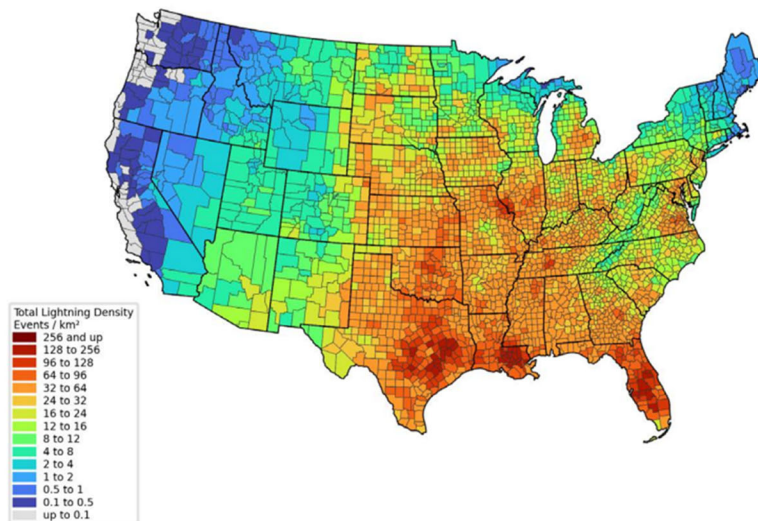 Total Lightning Density
Events / km²
256 and up
128 to 256
96 to 128
64 to 96
32 to 64
24 to 32
16 to 24
12 to 16
8 to 12
4 to 8
2 to 4
1 to 2
0.5 to 1
0.1 to 0.5
up to 0.1